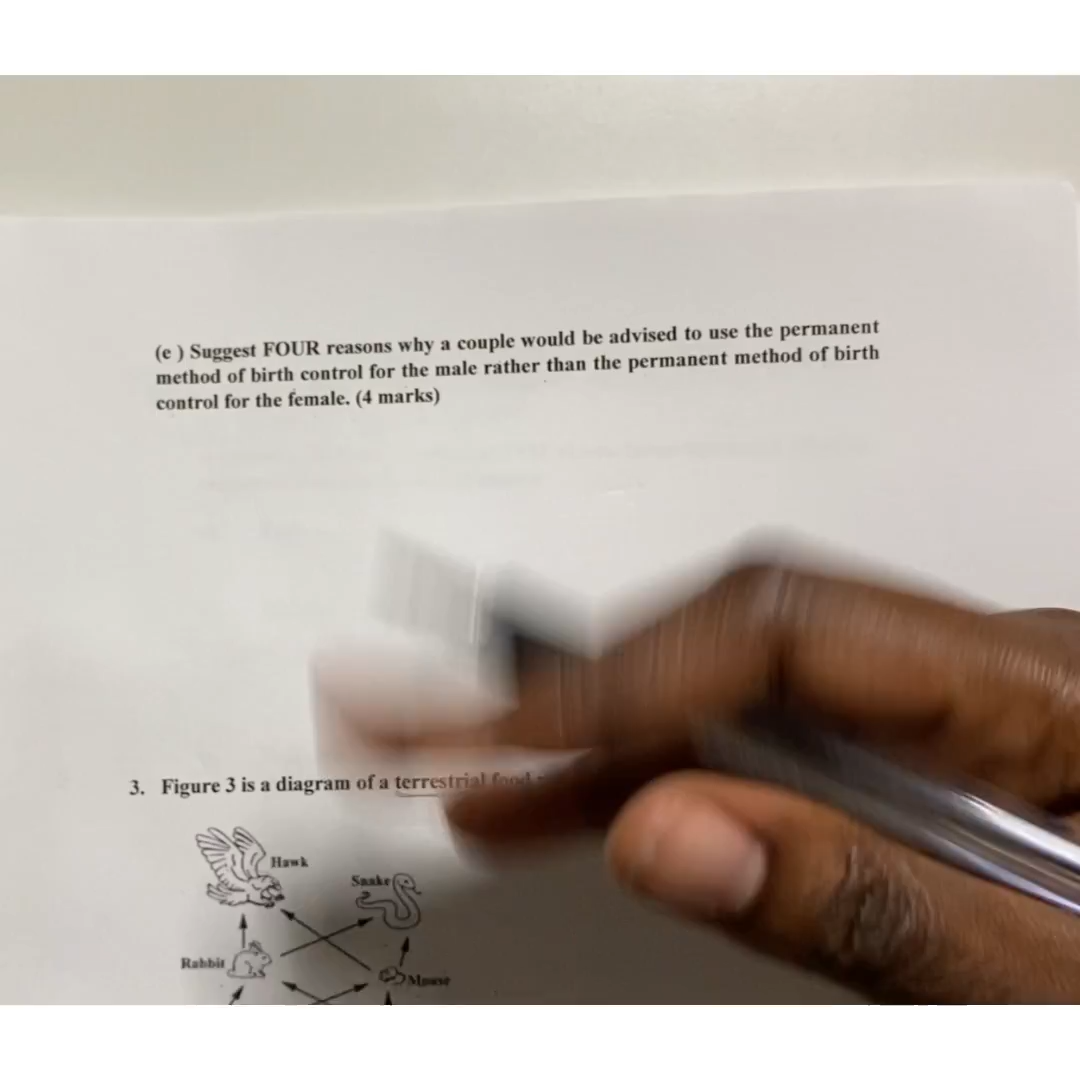 (e ) Suggest FOUR reasons why a couple would be advised to use the permanent
method of birth control for the male rather than the permanent method of birth
control for the female. (4 marks)
3. Figure 3 is a diagram of a terrestrial food
Hawk
Snake
Rabbit
Mouse